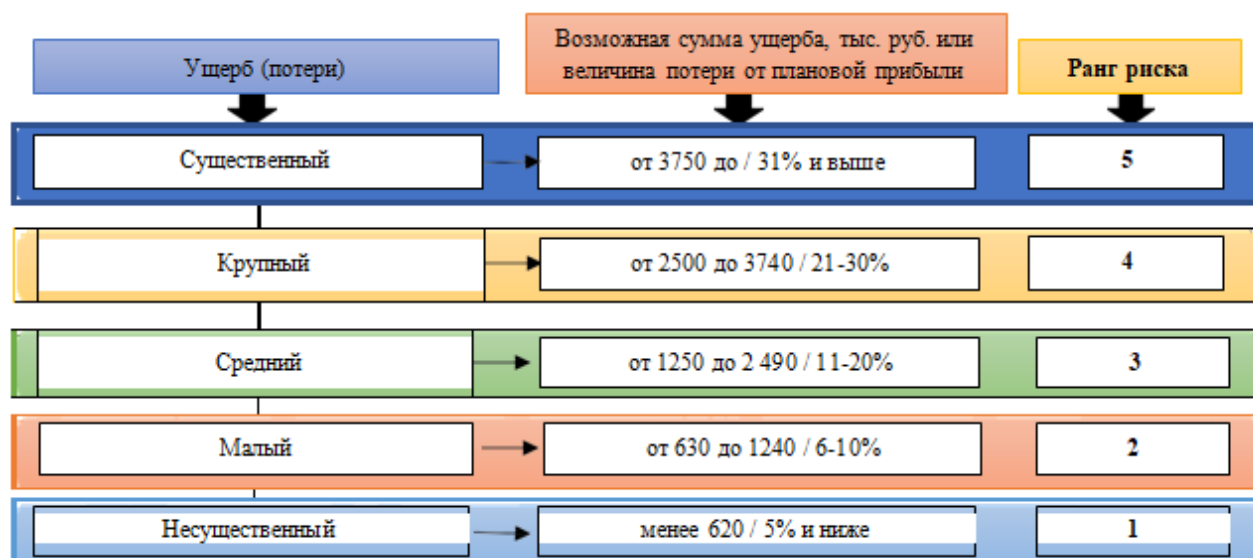 Ущерб (потери)
Возможная сумма ущерба, тыс. руб. или
величина потери от плановой прибыли
Ранг риска
Существенный
от 3750 до / 31% и выше
5
Крупный
от 2500 до 3740 / 21-30%
4
Средний
от 1250 до 2 490 / 11-20%
3
Малый
от 630 до 1240 / 6-10%
2
Несущественный
менее 620 / 5% и ниже
1